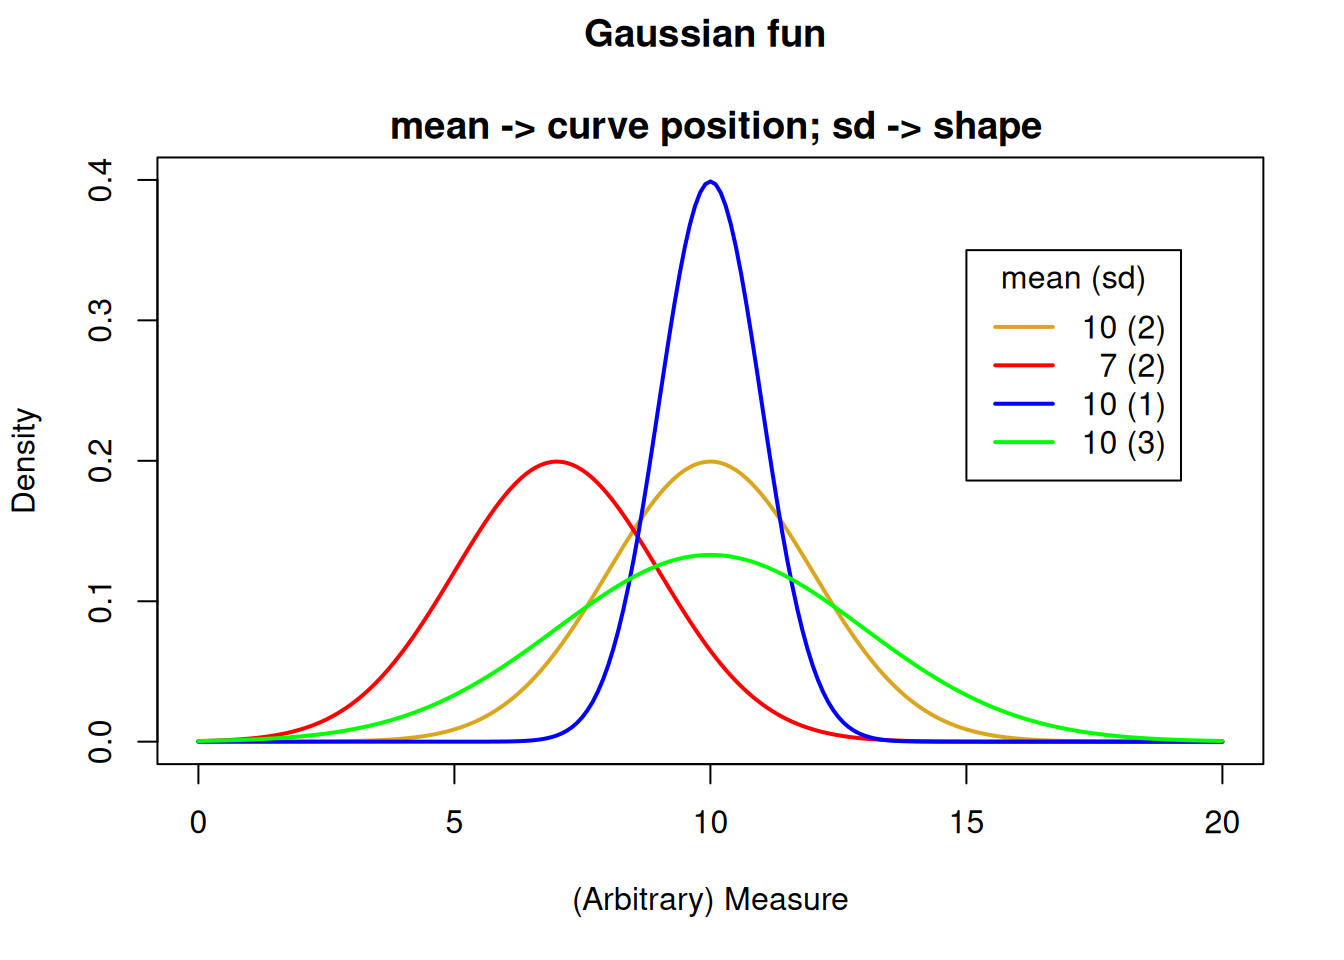 Gaussian fun
mean -> curve position; sd -> shape
0.4
0.3
0.2
0.1
0.0
Density
mean (sd)
10 (2)
7 (2)
10 (1)
10 (3)
0 5 10 15 20
(Arbitrary) Measure